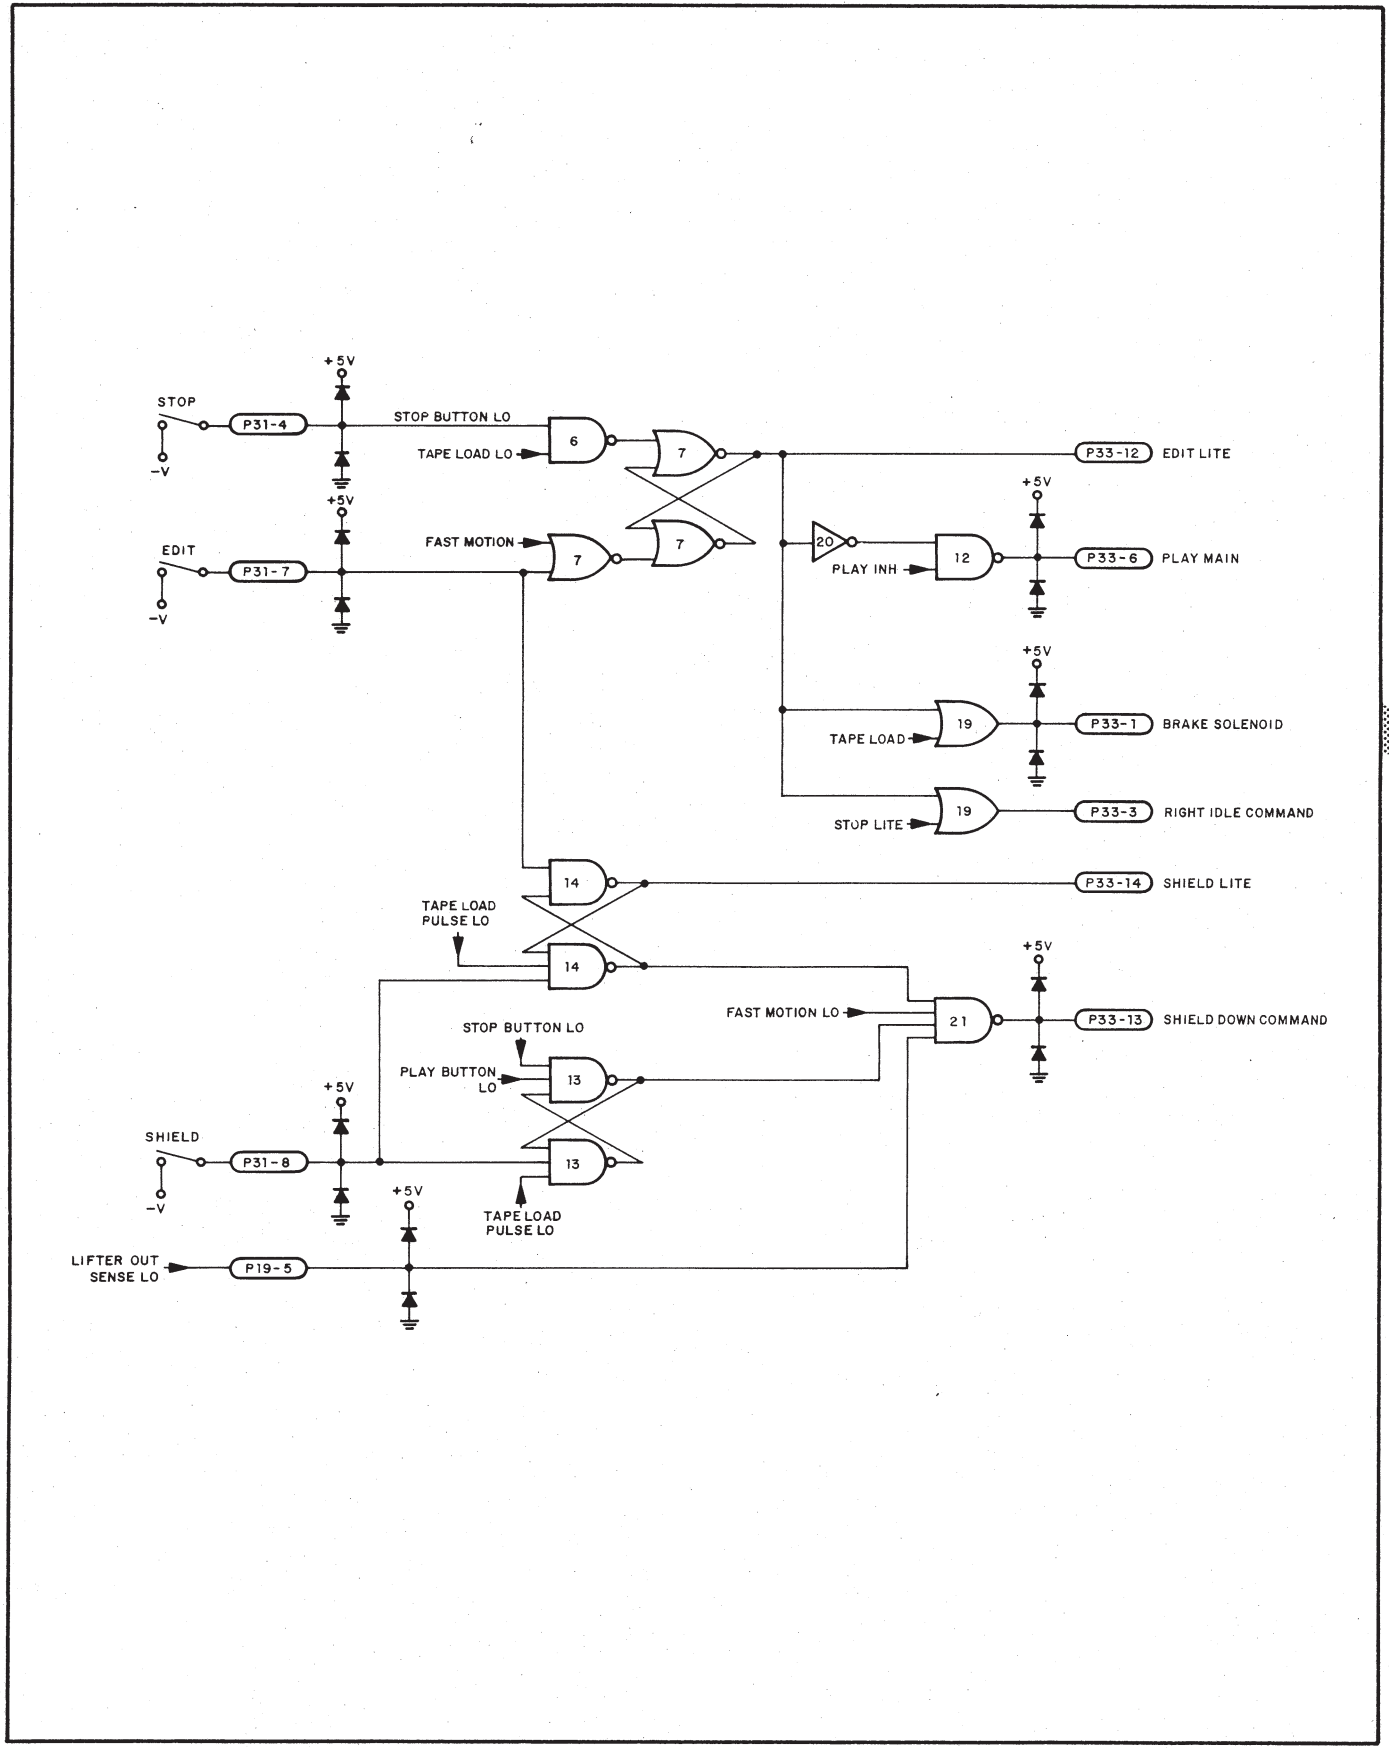 +5V
STOP
P31-4
STOP BUTTON LO
6
7
P33-12
EDIT LITE
TAPE LOAD LO
-V
+5V
+5V
EDIT
P31-7
FAST MOTION
7
7
20
12
P33-6
PLAY MAIN
PLAY INH
-V
+5V
19
P33-1
BRAKE SOLENOID
TAPE LOAD
19
P33-3
RIGHT IDLE COMMAND
STOP LITE
14
P33-14
SHIELD LITE
TAPE LOAD
PULSE LO
+5V
14
FAST MOTION LO
21
P33-13
SHIELD DOWN COMMAND
STOP BUTTON LO
PLAY BUTTON
LO
13
+5V
SHIELD
P31-8
13
-V
+5V
TAPE LOAD
PULSE LO
LIFTER OUT
SENSE LO
P19-5